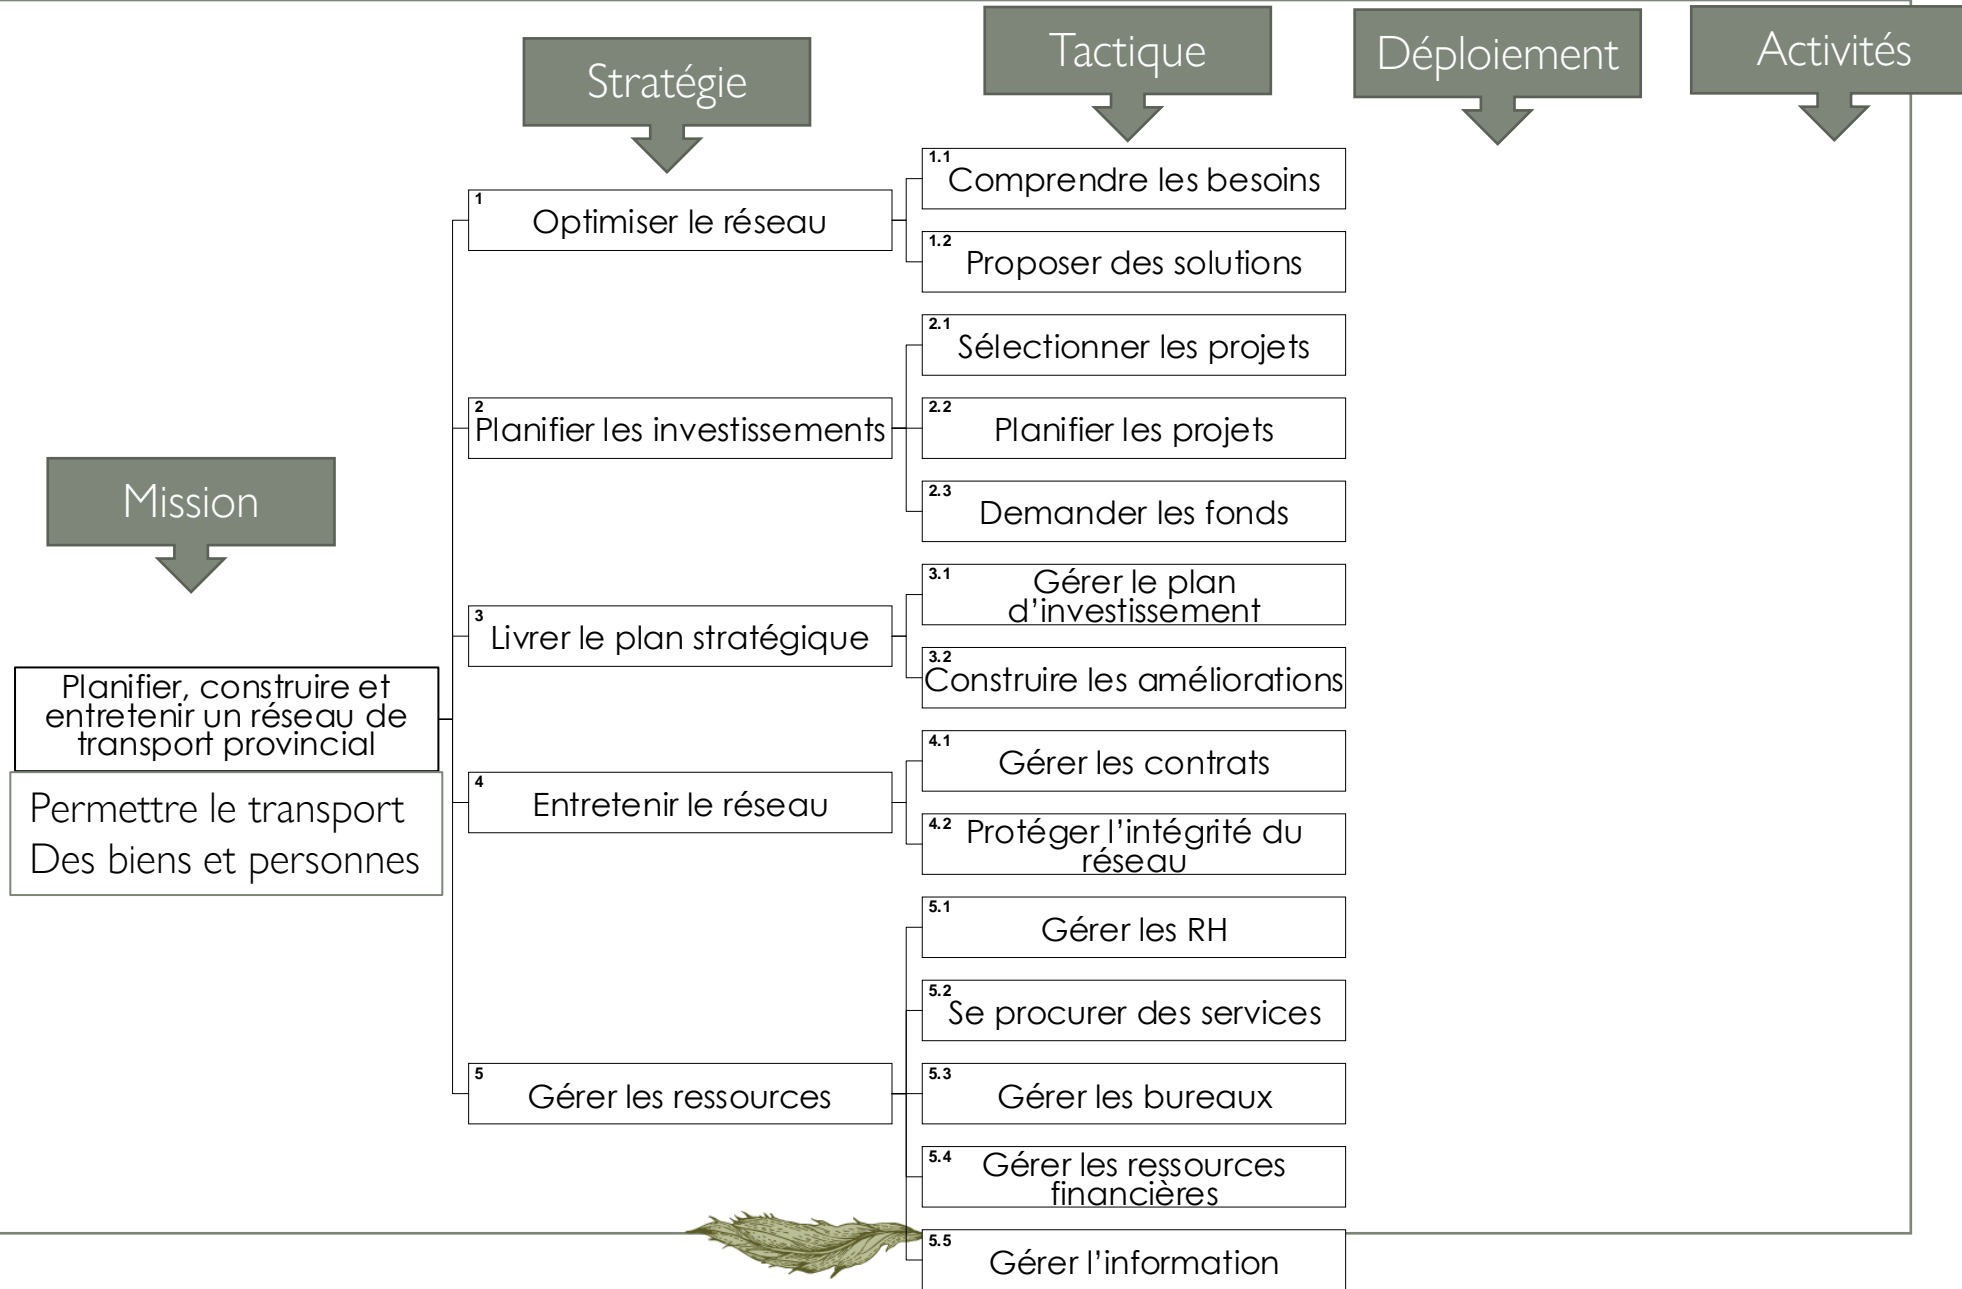 Stratégie
Tactique
Déploiement
Activités
Mission
Planifier, construire et
entretenir un réseau de
transport provincial
Permettre le transport
Des biens et personnes
1
Optimiser le réseau
1.1
Comprendre les besoins
1.2
Proposer des solutions
2
Planifier les investissements
2.1
Sélectionner les projets
2.2
Planifier les projets
2.3
Demander les fonds
3
Livrer le plan stratégique
3.1
Gérer le plan
d'investissement
3.2
Construire les améliorations
4
Entretenir le réseau
4.1
Gérer les contrats
4.2
Protéger l'intégrité du
réseau
5
Gérer les ressources
5.1
Gérer les RH
5.2
Se procurer des services
5.3
Gérer les bureaux
5.4
Gérer les ressources
financières
5.5
Gérer l'information